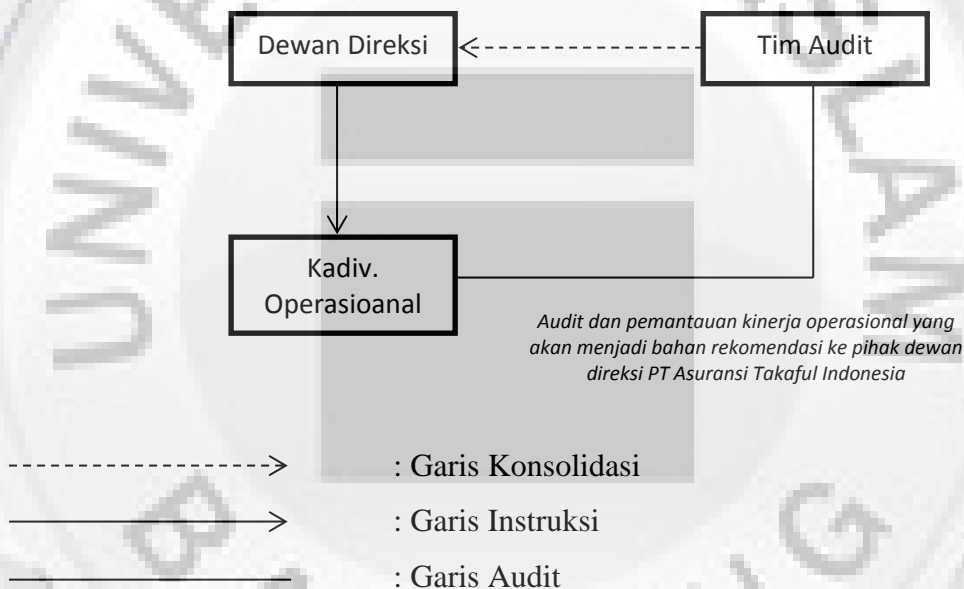 Dewan Direksi
Tim Audit
Kadiv.
Operasioanal
Audit dan pemantauan kinerja operasional yang
akan menjadi bahan rekomendasi ke pihak dewan
direksi PT Asuransi Takaful Indonesia
: Garis Konsolidasi
: Garis Instruksi
: Garis Audit